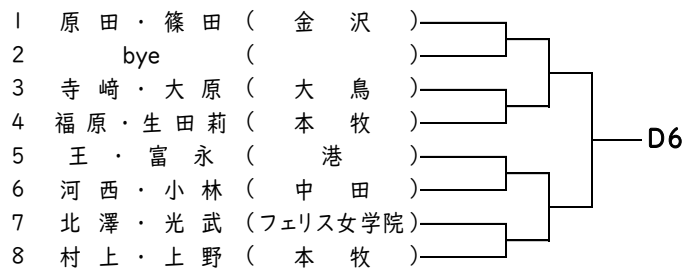 1 原田・篠田 (金沢)
2 bye ( )
3 寺﨑・大原 (大鳥)
4 福原・生田莉 (本牧)
5 王・富永 (港)
6 河西・小林 (中田)
7 北澤・光武 (フェリス女学院)
8 村上・上野 (本牧)
D6